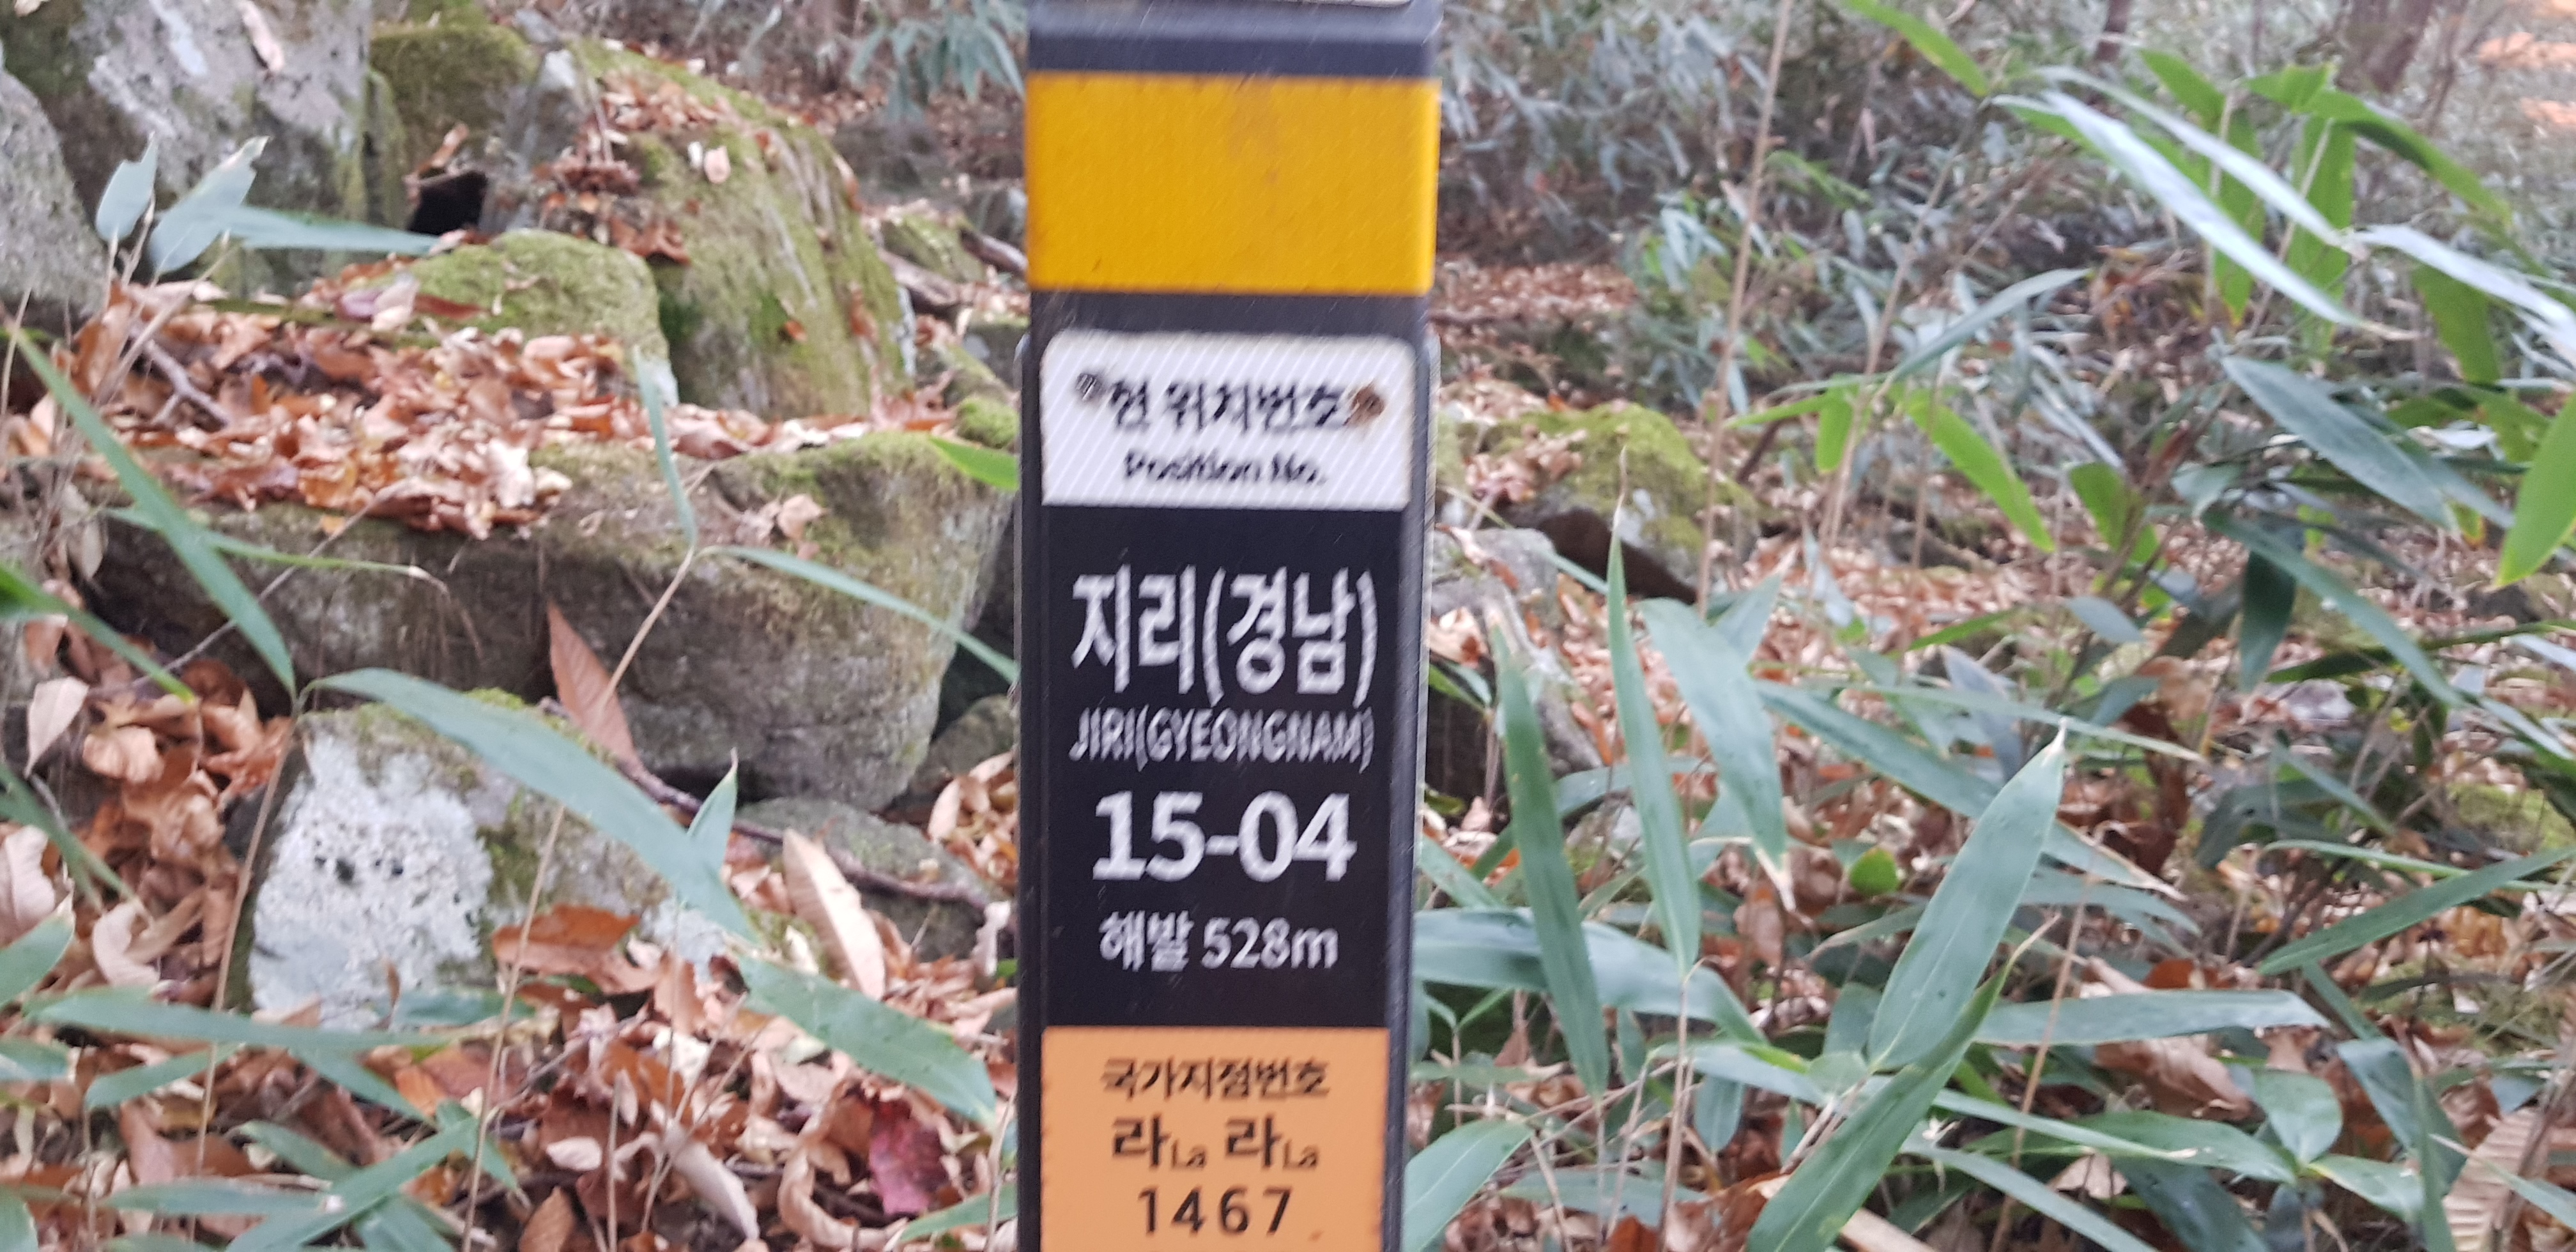 현 위치번호
Position No.
지리(경남)
JIRI(GYEONGNAM)
15-04
해발 528m
국가지점번호
라La 라La
1467